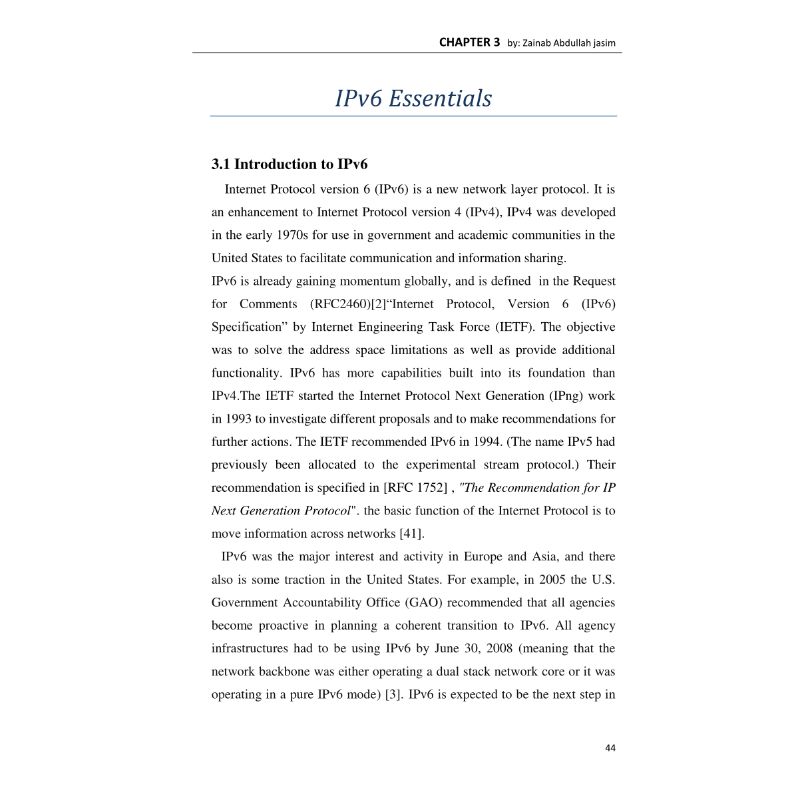 CHAPTER 3 by: Zainab Abdullah jasim
IPv6 Essentials
3.1 Introduction to IPv6
Internet Protocol version 6 (IPv6) is a new network layer protocol. It is
an enhancement to Internet Protocol version 4 (IPv4), IPv4 was developed
in the early 1970s for use in government and academic communities in the
United States to facilitate communication and information sharing.
IPv6 is already gaining momentum globally, and is defined in the Request
for Comments (RFC2460)[2]“Internet Protocol, Version 6 (IPv6)
Specification” by Internet Engineering Task Force (IETF). The objective
was to solve the address space limitations as well as provide additional
functionality. IPv6 has more capabilities built into its foundation than
IPv4.The IETF started the Internet Protocol Next Generation (IPng) work
in 1993 to investigate different proposals and to make recommendations for
further actions. The IETF recommended IPv6 in 1994. (The name IPv5 had
previously been allocated to the experimental stream protocol.) Their
recommendation is specified in [RFC 1752] , "The Recommendation for IP
Next Generation Protocol". the basic function of the Internet Protocol is to
move information across networks [41].
IPv6 was the major interest and activity in Europe and Asia, and there
also is some traction in the United States. For example, in 2005 the U.S.
Government Accountability Office (GAO) recommended that all agencies
become proactive in planning a coherent transition to IPv6. All agency
infrastructures had to be using IPv6 by June 30, 2008 (meaning that the
network backbone was either operating a dual stack network core or it was
operating in a pure IPv6 mode) [3]. IPv6 is expected to be the next step in
44